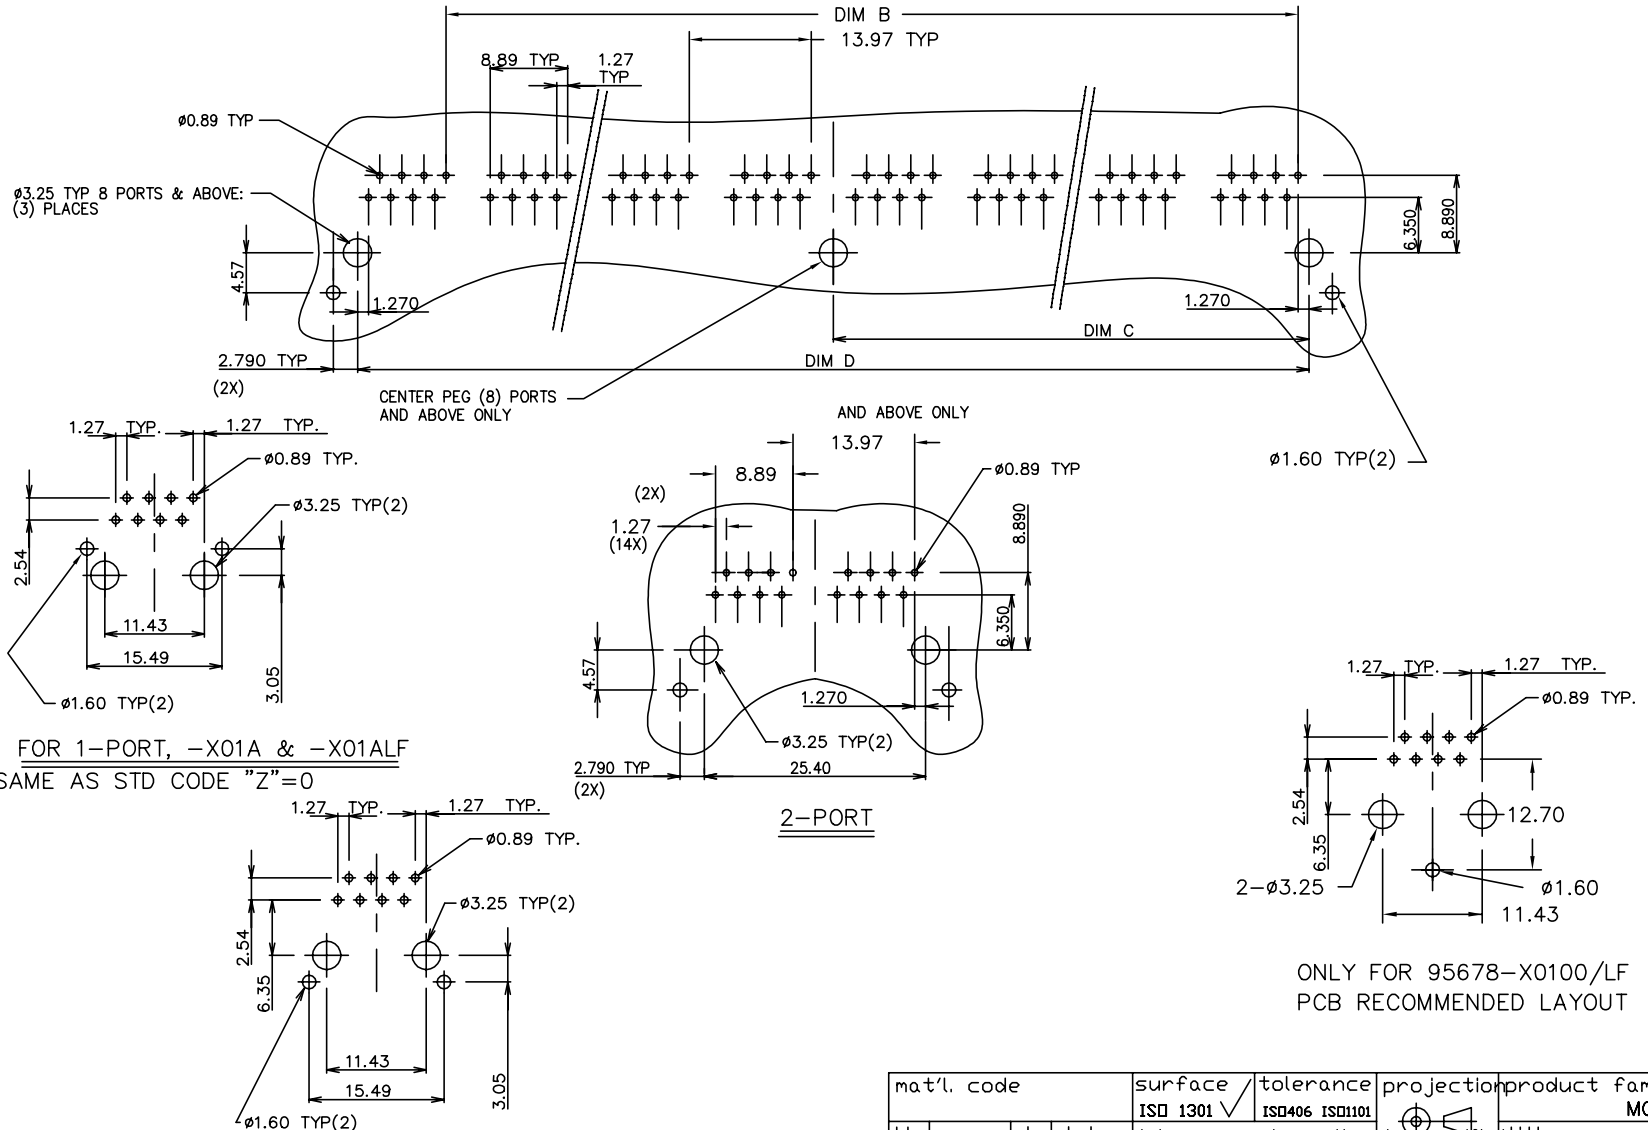 DIM B
13.97 TYP
8.89 TYP
1.27
TYP
ø0.89 TYP
ø3.25 TYP 8 PORTS & ABOVE:
(3) PLACES
6.350
8.890
4.57
1.270
1.270
DIM C
2.790 TYP
(2X)
DIM D
CENTER PEG (8) PORTS
AND ABOVE ONLY
ø1.60 TYP(2)
1.27 TYP.
1.27 TYP.
ø0.89 TYP.
ø3.25 TYP(2)
2.54
11.43
15.49
3.05
ø1.60 TYP(2)
FOR 1-PORT, -X01A & -X01ALF
SAME AS STD CODE "Z"=0
AND ABOVE ONLY
13.97
8.89
ø0.89 TYP
(2X)
1.27
(14X)
8.890
6.350
4.57
1.270
ø3.25 TYP(2)
2.790 TYP
(2X)
25.40
2-PORT
1.27 TYP.
1.27 TYP.
ø0.89 TYP.
ø3.25 TYP(2)
2.54
6.35
11.43
15.49
3.05
ø1.60 TYP(2)
1.27 TYP.
1.27 TYP.
ø0.89 TYP.
2.54
6.35
12.70
2-ø3.25
ø1.60
11.43
ONLY FOR 95678-X0100/LF
PCB RECOMMENDED LAYOUT
mat'l. code
surface
ISO 1301
tolerance
ISO406 ISO1101
projection
product fam
MO